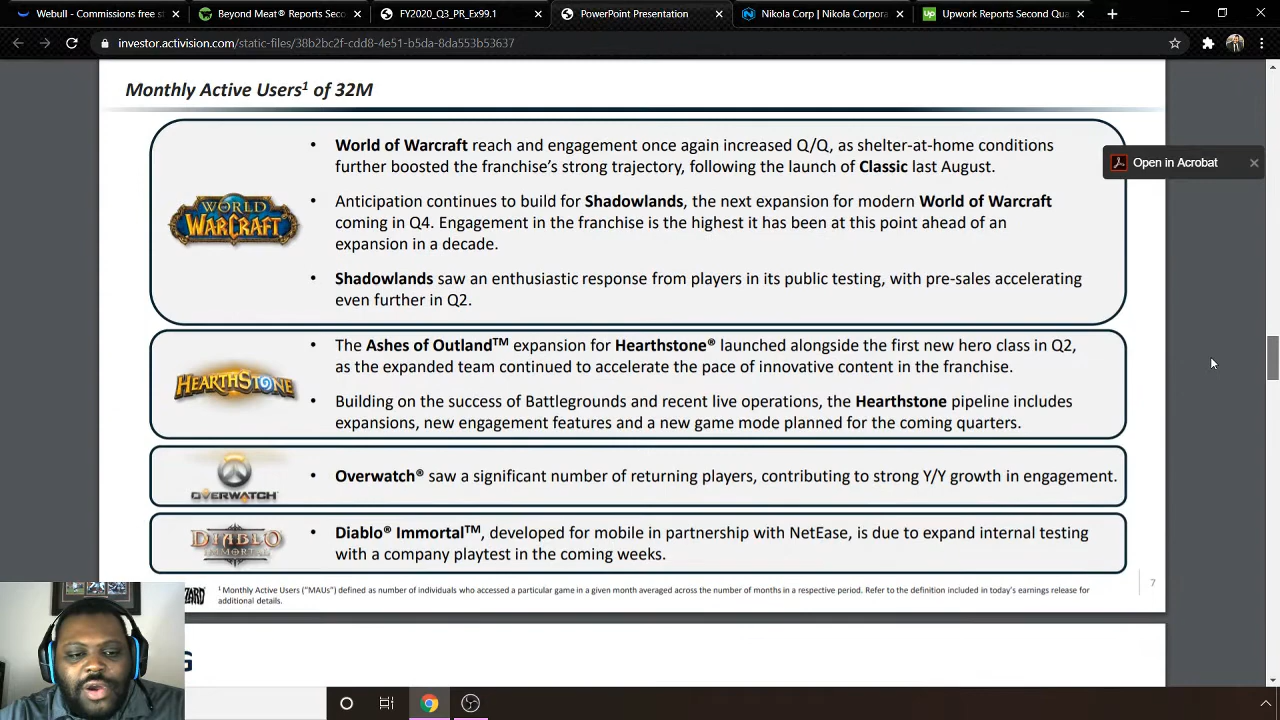 Webull - Commissions free s
Beyond Meat® Reports Secon
FY2020_Q3_PR_Ex99.1
PowerPoint Presentation
Nikola Corp | Nikola Corpora
Upwork Reports Second Qua
investor.activision.com/static-files/38b2bc2f-cdd8-4e51-b5da-8da553b53637
Monthly Active Users1 of 32M
Open in Acrobat
WORLD
WARCRAFT
• World of Warcraft reach and engagement once again increased Q/Q, as shelter-at-home conditions
further boosted the franchise's strong trajectory, following the launch of Classic last August.
• Anticipation continues to build for Shadowlands, the next expansion for modern World of Warcraft
coming in Q4. Engagement in the franchise is the highest it has been at this point ahead of an
expansion in a decade.
• Shadowlands saw an enthusiastic response from players in its public testing, with pre-sales accelerating
even further in Q2.
HEARTHSTONE
• The Ashes of Outland™ expansion for Hearthstone® launched alongside the first new hero class in Q2,
as the expanded team continued to accelerate the pace of innovative content in the franchise.
• Building on the success of Battlegrounds and recent live operations, the Hearthstone pipeline includes
expansions, new engagement features and a new game mode planned for the coming quarters.
OVERWATCH
• Overwatch® saw a significant number of returning players, contributing to strong Y/Y growth in engagement.
DIABLO
IMMORTAL
• Diablo® Immortal™, developed for mobile in partnership with NetEase, is due to expand internal testing
with a company playtest in the coming weeks.
7
1 Monthly Active Users ("MAUs") defined as number of individuals who accessed a particular game in a given month averaged across the number of months in a respective period. Refer to the definition included in today's earnings release for
additional details.